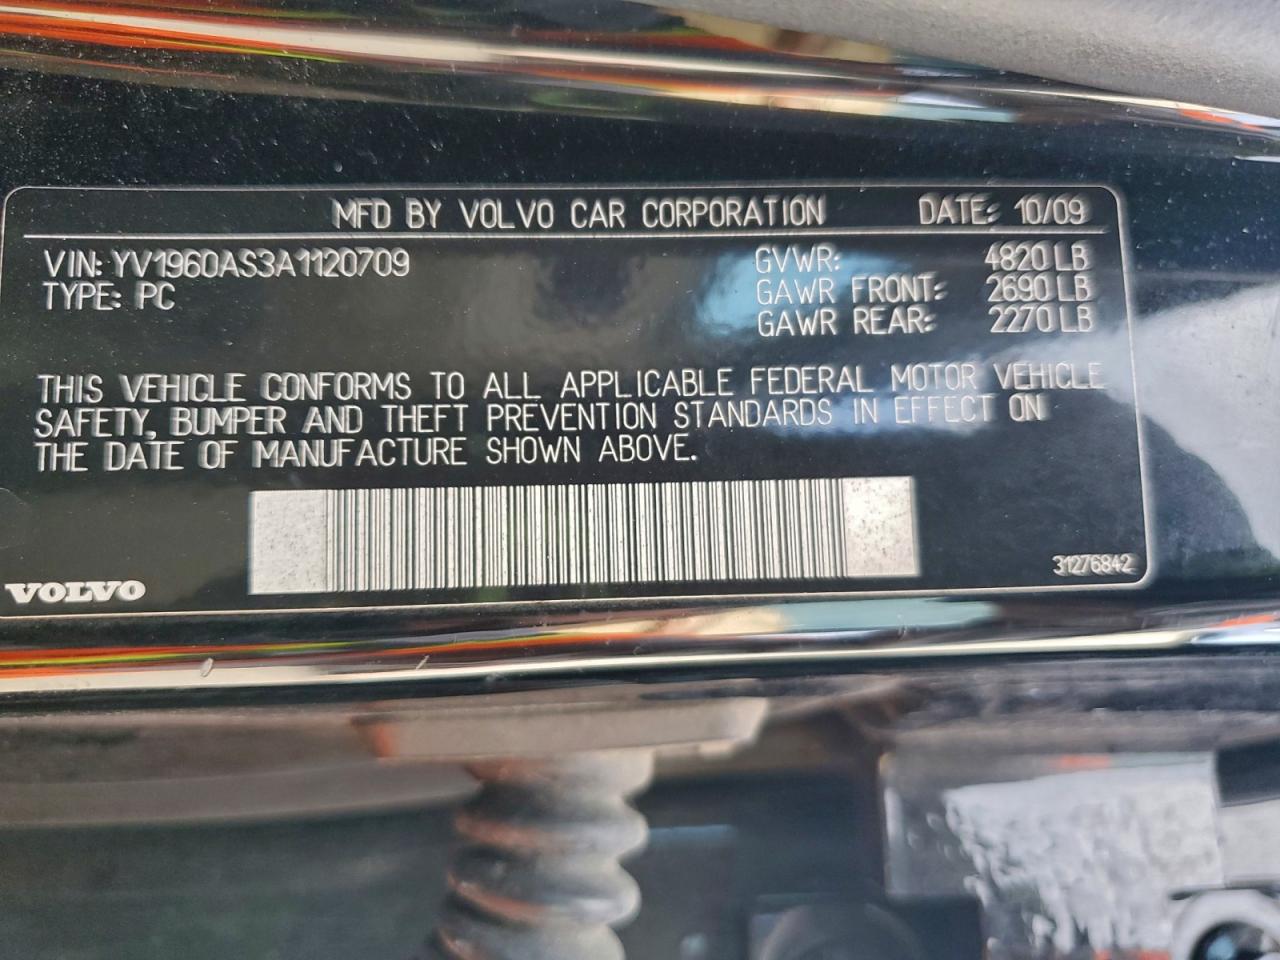 MFD BY VOLVO CAR CORPORATION DATE: 10/09
VIN: YV1960AS3A1120709 GVWR: 4820 LB
TYPE: PC GAWR FRONT: 2690 LB
GAWR REAR: 2270 LB
THIS VEHICLE CONFORMS TO ALL APPLICABLE FEDERAL MOTOR VEHICLE
SAFETY, BUMPER AND THEFT PREVENTION STANDARDS IN EFFECT ON
THE DATE OF MANUFACTURE SHOWN ABOVE.
31276842
VOLVO